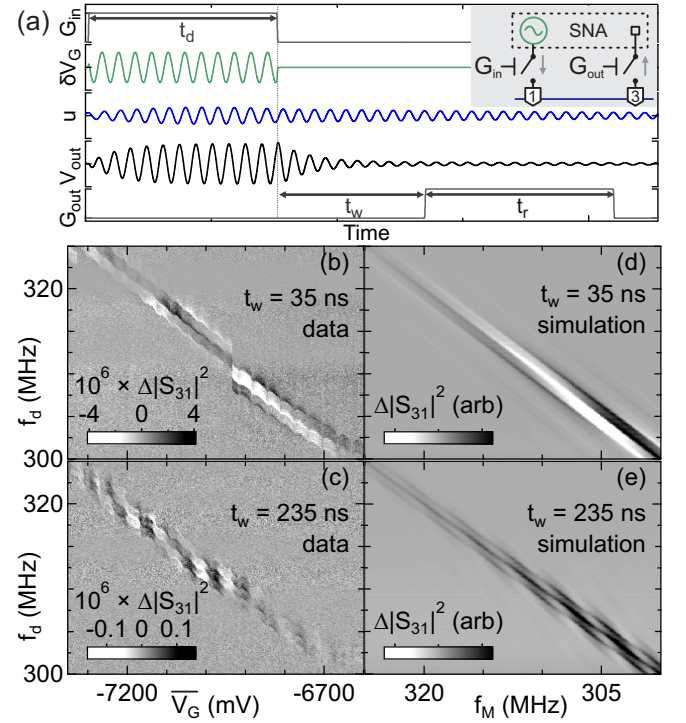 (a)
G_in
t_d
δV_G
u
V_out
G_out
t_w
t_r
Time
SNA
G_in
G_out
1
3
(b)
t_w = 35 ns
data
10^6 × Δ|S_31|^2
-4 0 4
f_d (MHz)
320
300
(d)
t_w = 35 ns
simulation
Δ|S_31|^2 (arb)
(c)
t_w = 235 ns
data
10^6 × Δ|S_31|^2
-0.1 0 0.1
f_d (MHz)
320
300
-7200 -6700
V_G (mV)
(e)
t_w = 235 ns
simulation
Δ|S_31|^2 (arb)
320 305
f_M (MHz)